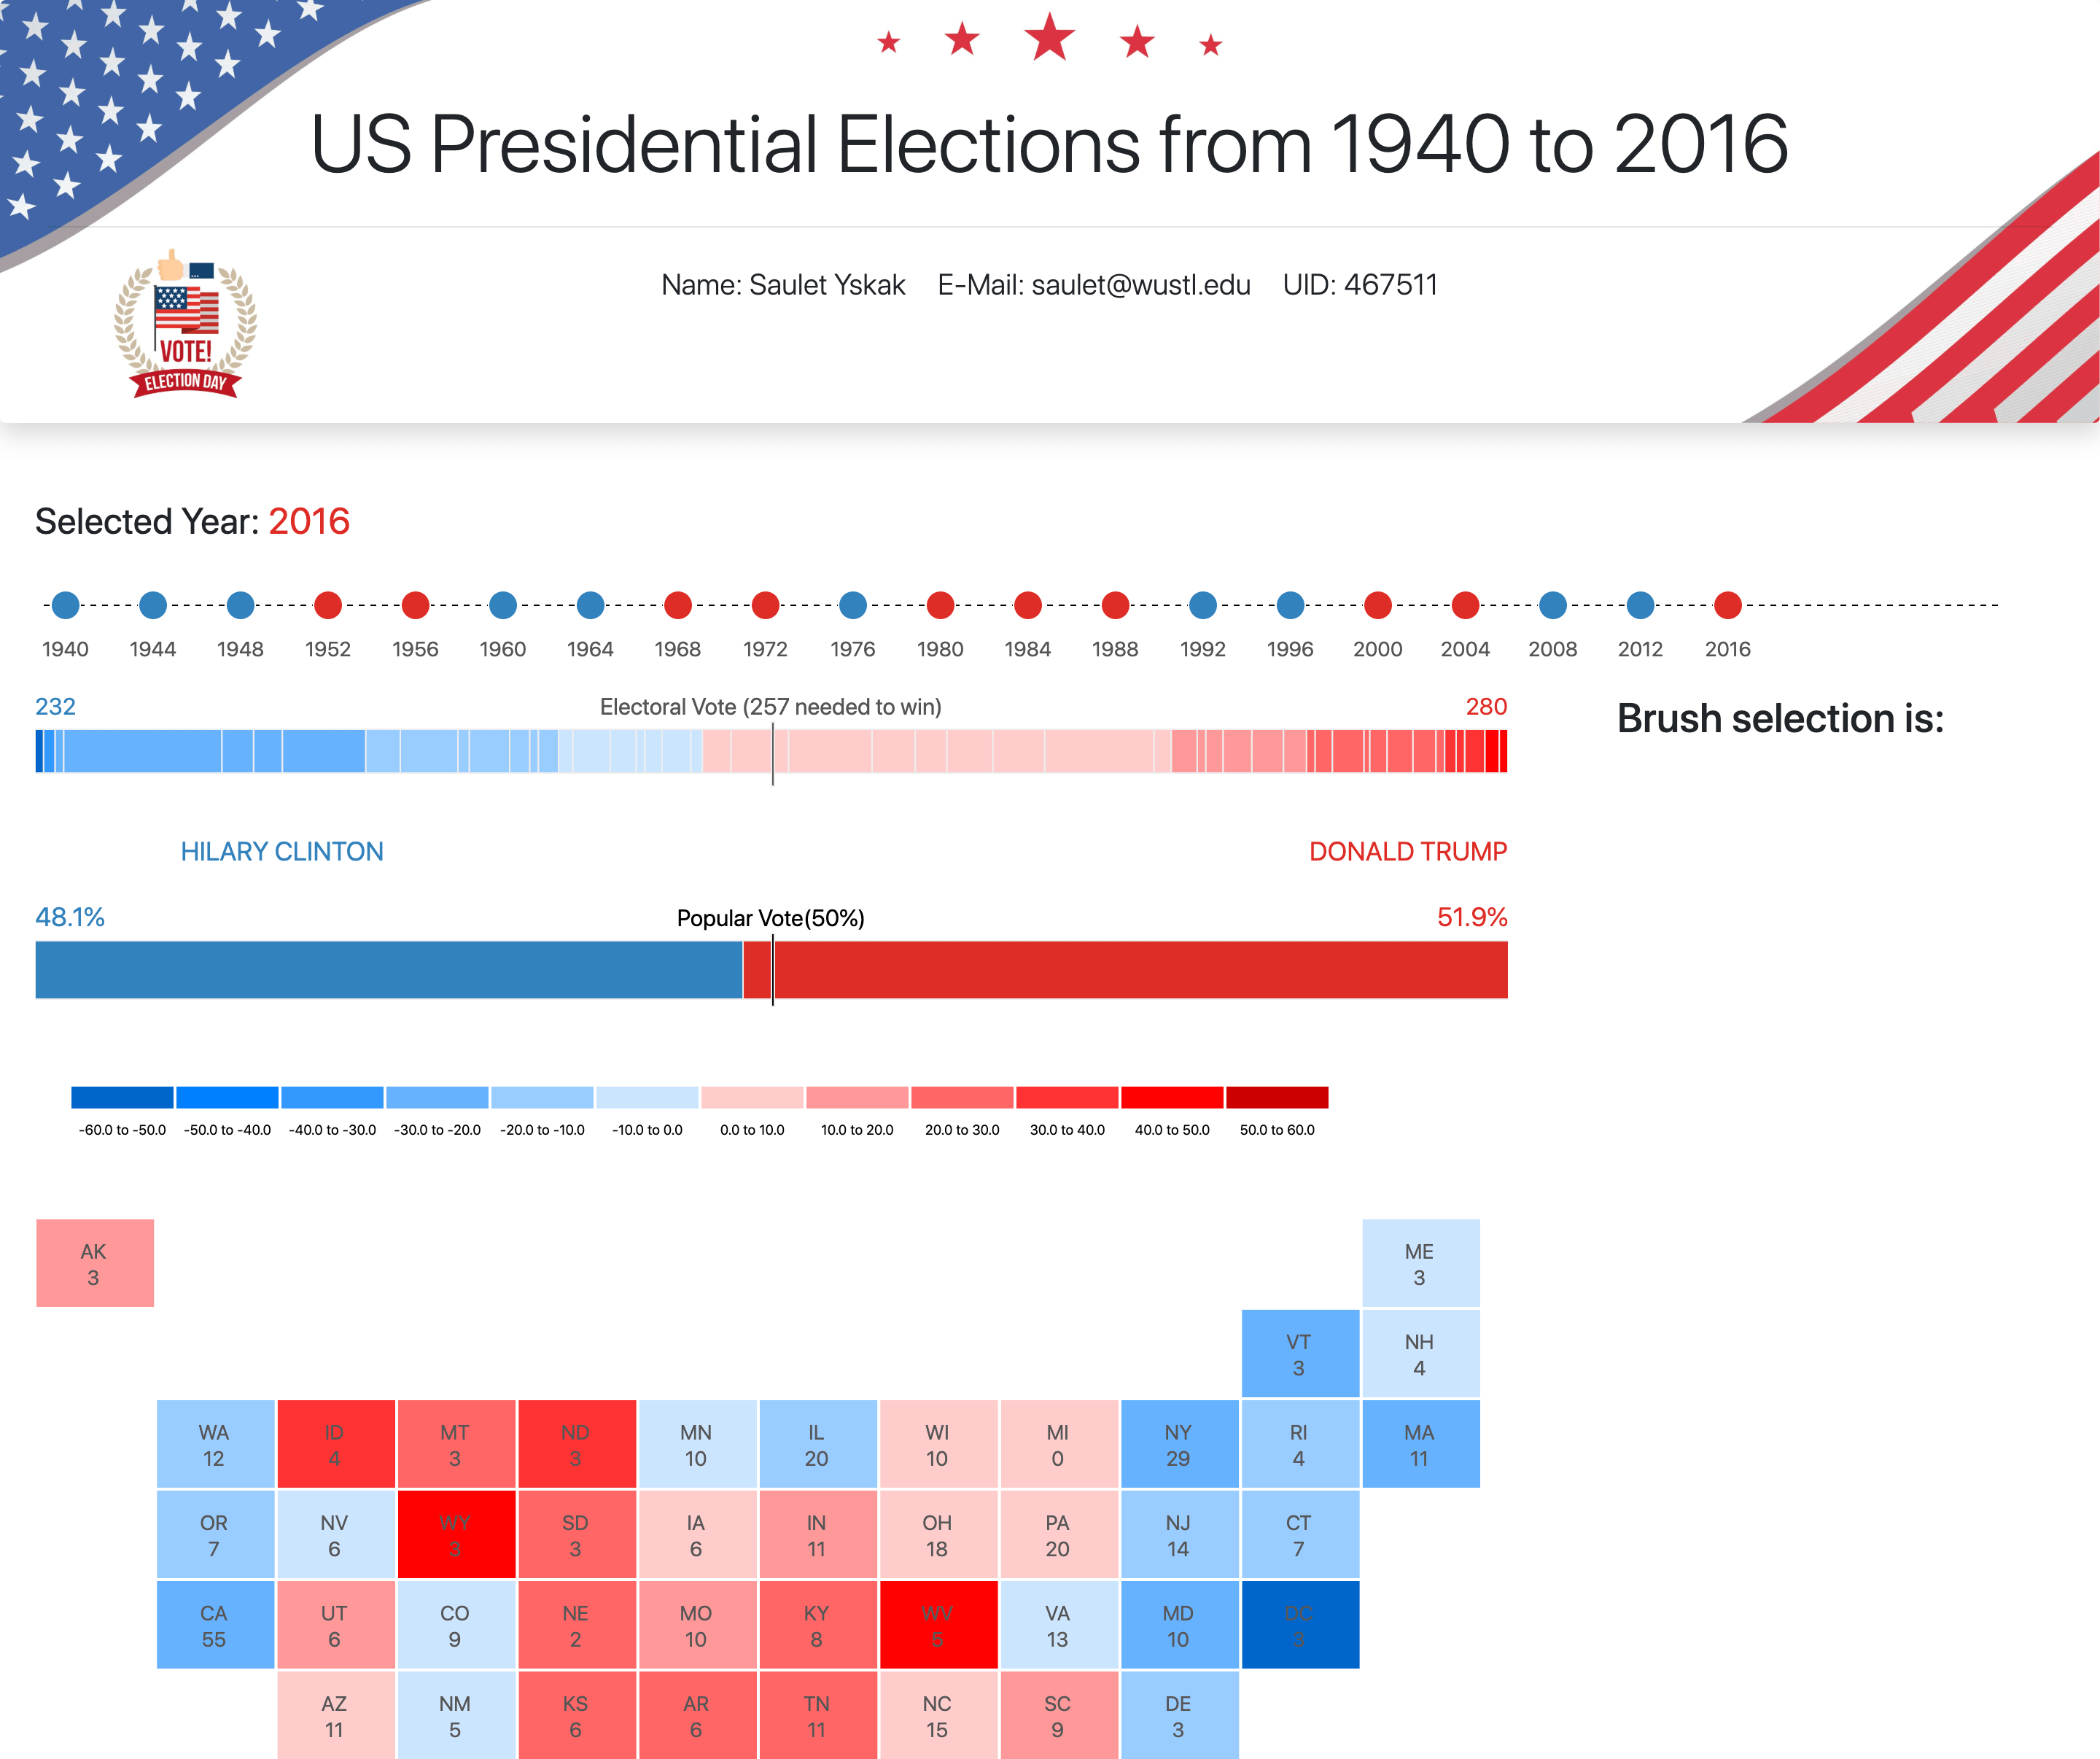 US Presidential Elections from 1940 to 2016
Name: Saulet Yskak E-Mail: saulet@wustl.edu UID: 467511
VOTE!
ELECTION DAY
Selected Year: 2016
1940 1944 1948 1952 1956 1960 1964 1968 1972 1976 1980 1984 1988 1992 1996 2000 2004 2008 2012 2016
232 Electoral Vote (257 needed to win) 280
Brush selection is:
HILARY CLINTON DONALD TRUMP
48.1% Popular Vote(50%) 51.9%
-60.0 to -50.0 -50.0 to -40.0 -40.0 to -30.0 -30.0 to -20.0 -20.0 to -10.0 -10.0 to 0.0 0.0 to 10.0 10.0 to 20.0 20.0 to 30.0 30.0 to 40.0 40.0 to 50.0 50.0 to 60.0
AK ME
3 3
VT NH
3 4
WA ID MT ND MN IL WI MI NY RI MA
12 4 3 3 10 20 10 0 29 4 11
OR NV WY SD IA IN OH PA NJ CT
7 6 3 3 6 11 18 20 14 7
CA UT CO NE MO KY WV VA MD DC
55 6 9 2 10 8 5 13 10 3
AZ NM KS AR TN NC SC DE
11 5 6 6 11 15 9 3